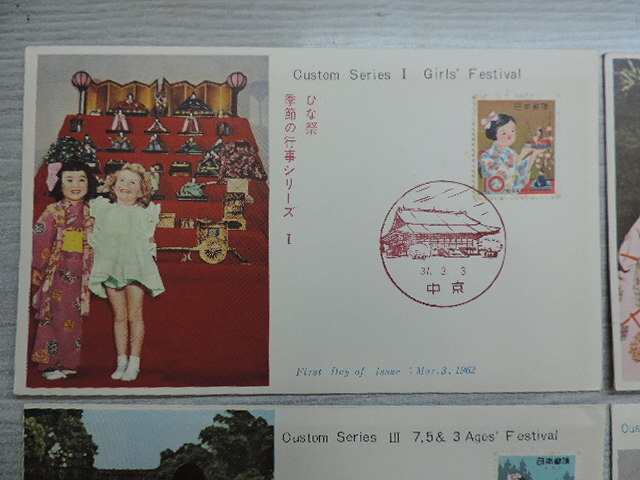 Custom Series I Girls' Festival
ひな祭
季節の行事シリーズ I
日本郵便
10
37. 3. 3
中京
First Day of Issue : Mar. 3, 1962
Custom Series III 7,5 & 3 Ages' Festival
日本郵便